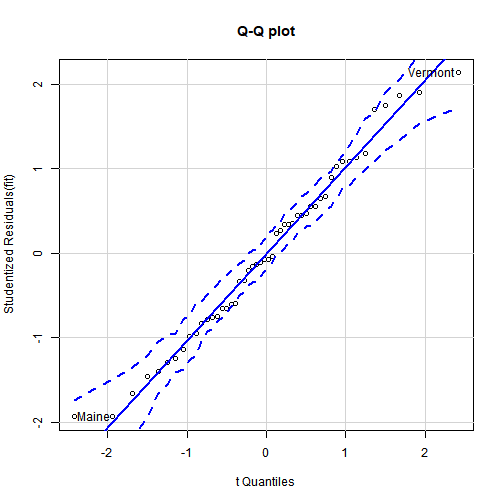 Q-Q plot
Vermont
Maine
Studentized Residuals(fit)
2
1
0
-1
-2
-2
-1
0
1
2
t Quantiles